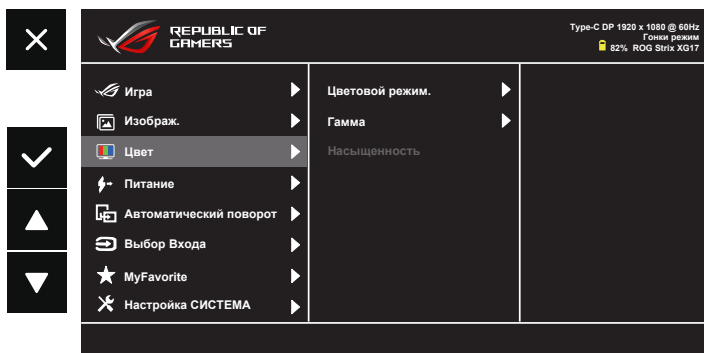 REPUBLIC OF
GAMERS
Type-C DP 1920 x 1080 @ 60Hz
Гонки режим
82% ROG Strix XG17
Игра
Изображ.
Цвет
Питание
Автоматический поворот
Выбор Входа
MyFavorite
Настройка СИСТЕМА
Цветовой режим.
Гамма
Насыщенность